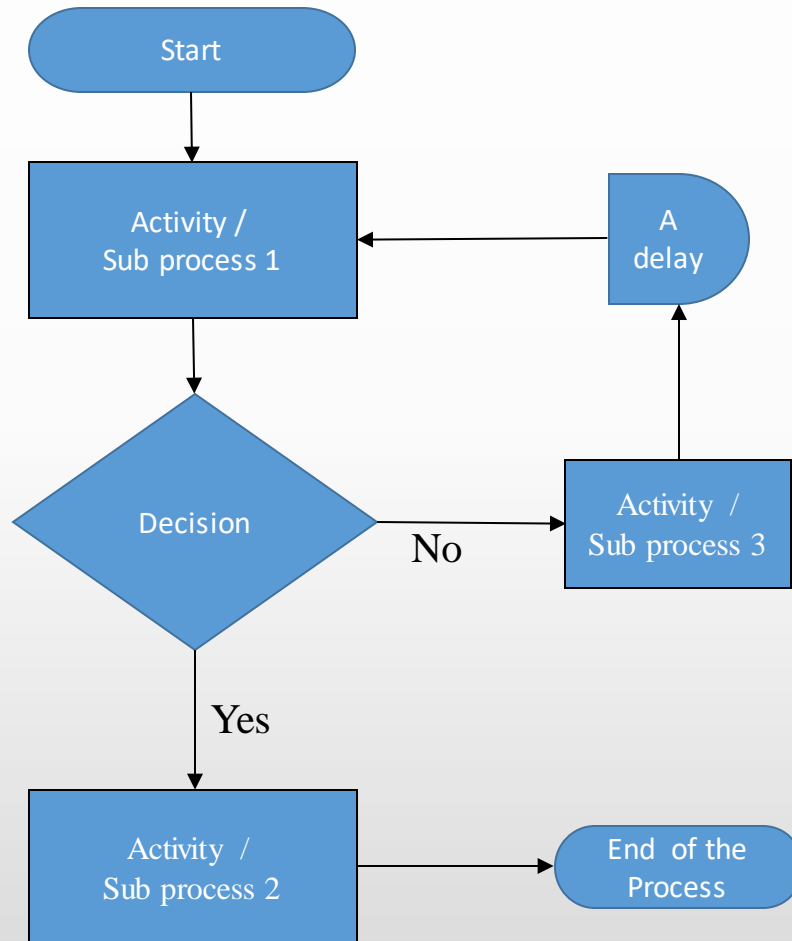 Start
Activity /
Sub process 1
A
delay
Decision
No
Activity /
Sub process 3
Yes
Activity /
Sub process 2
End of the
Process